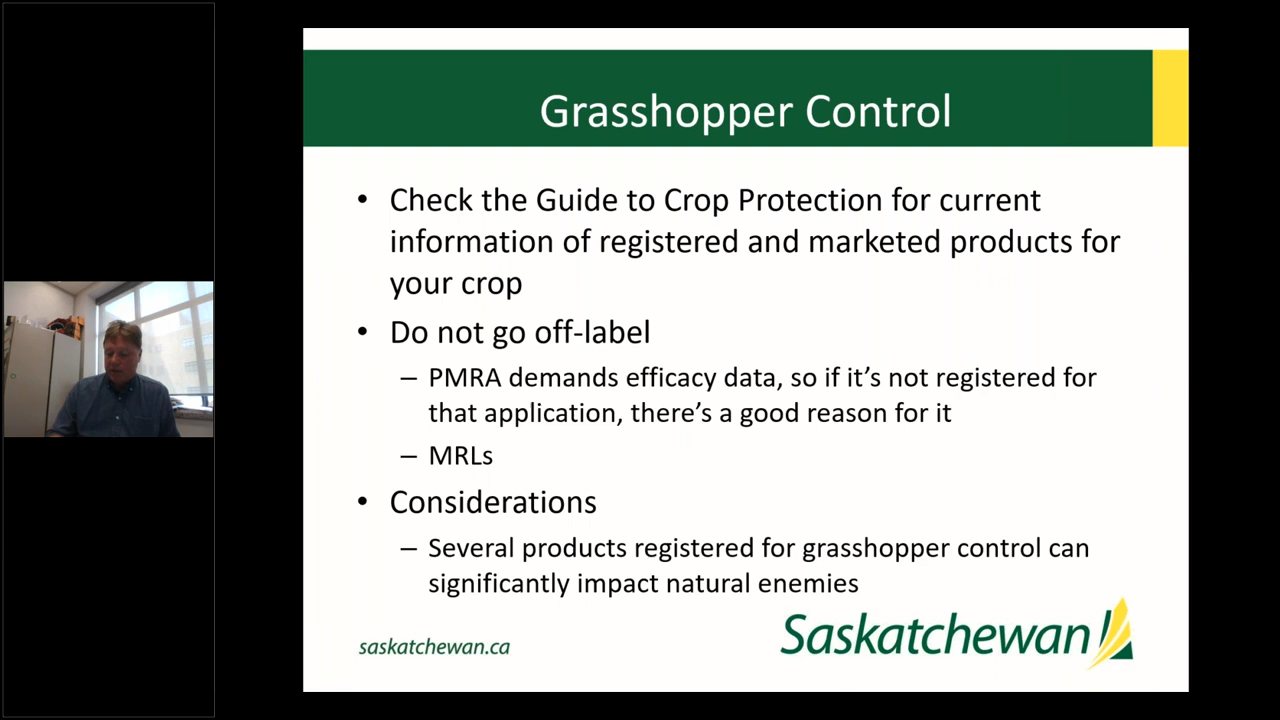 Grasshopper Control
• Check the Guide to Crop Protection for current
information of registered and marketed products for
your crop
• Do not go off-label
– PMRA demands efficacy data, so if it's not registered for
that application, there's a good reason for it
– MRLs
• Considerations
– Several products registered for grasshopper control can
significantly impact natural enemies
saskatchewan.ca
Saskatchewan